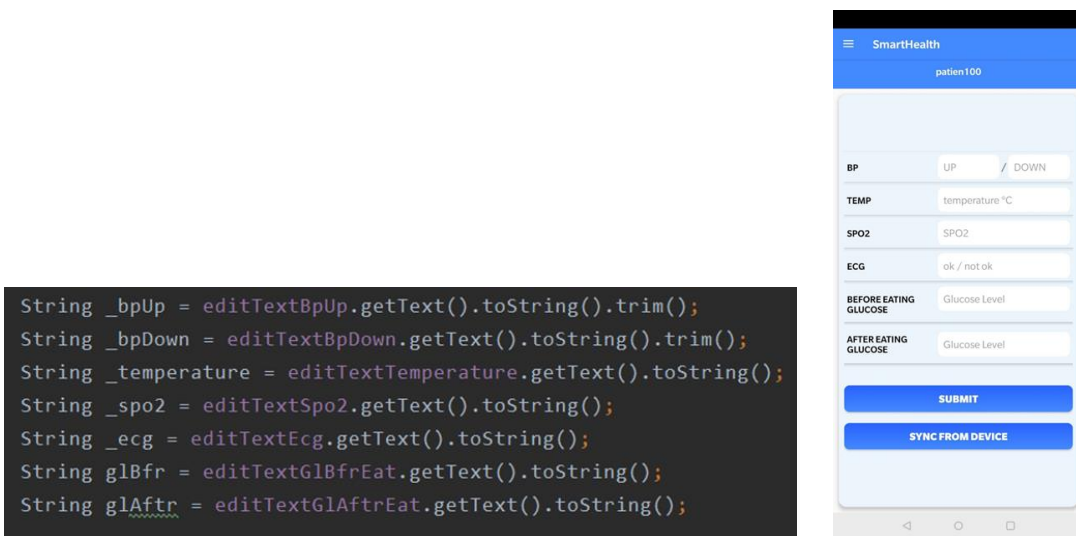 String _bpUp = editTextBpUp.getText().toString().trim();
String _bpDown = editTextBpDown.getText().toString().trim();
String _temperature = editTextTemperature.getText().toString();
String _spo2 = editTextSpo2.getText().toString();
String _ecg = editTextEcg.getText().toString();
String glBfr = editTextGlBfrEat.getText().toString();
String glAftr = editTextGlAftrEat.getText().toString();
SmartHealth
patien100
BP UP / DOWN
TEMP temperature °C
SPO2 SPO2
ECG ok / not ok
BEFORE EATING Glucose Level
GLUCOSE
AFTER EATING Glucose Level
GLUCOSE
SUBMIT
SYNC FROM DEVICE